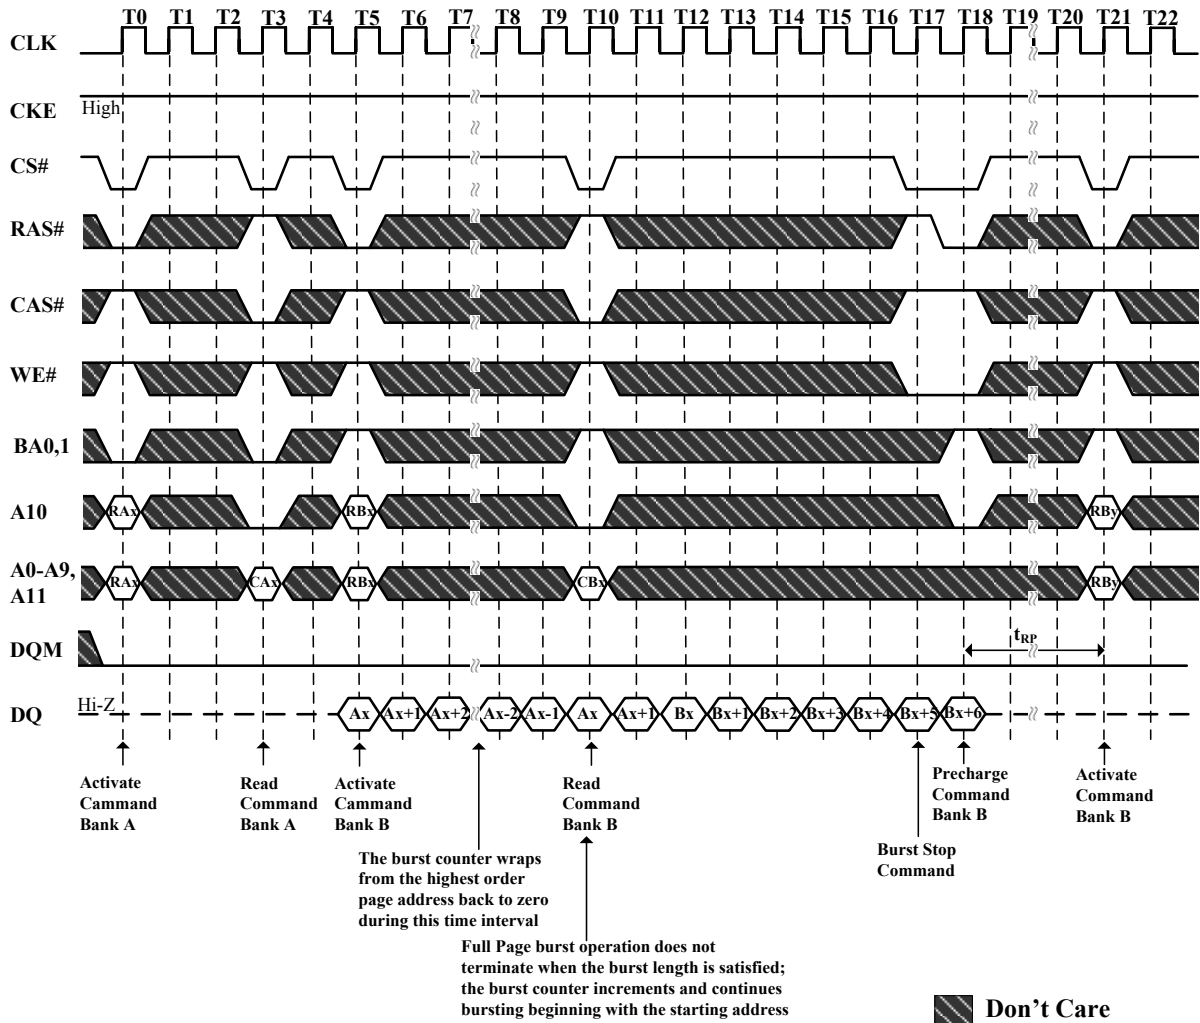 T0 T1 T2 T3 T4 T5 T6 T7 T8 T9 T10 T11 T12 T13 T14 T15 T16 T17 T18 T19 T20 T21 T22
CLK
CKE High
CS#
RAS#
CAS#
WE#
BA0,1
A10 RAx RBx RBy
A0-A9,
A11
RAx CAx RBx CBx RBy
DQM
tRP
DQ Hi-Z Ax Ax+1 Ax+2 Ax-2 Ax-1 Ax Ax+1 Bx Bx+1 Bx+2 Bx+3 Bx+4 Bx+5 Bx+6
Activate
Cammand
Bank A
Read
Command
Bank A
Activate
Cammand
Bank B
Read
Command
Bank B
Precharge
Command
Bank B
Activate
Command
Bank B
Burst Stop
Command
The burst counter wraps
from the highest order
page address back to zero
during this time interval
Full Page burst operation does not
terminate when the burst length is satisfied;
the burst counter increments and continues
bursting beginning with the starting address
Don't Care